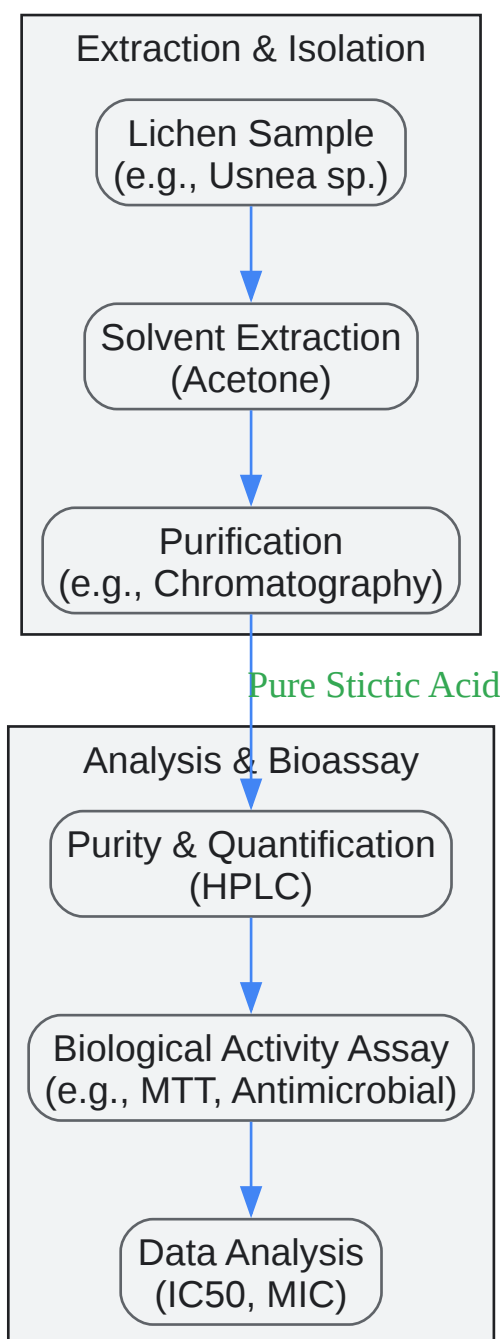 Extraction & Isolation
Lichen Sample
(e.g., Usnea sp.)
Solvent Extraction
(Acetone)
Purification
(e.g., Chromatography)
Pure Stictic Acid
Analysis & Bioassay
Purity & Quantification
(HPLC)
Biological Activity Assay
(e.g., MTT, Antimicrobial)
Data Analysis
(IC50, MIC)